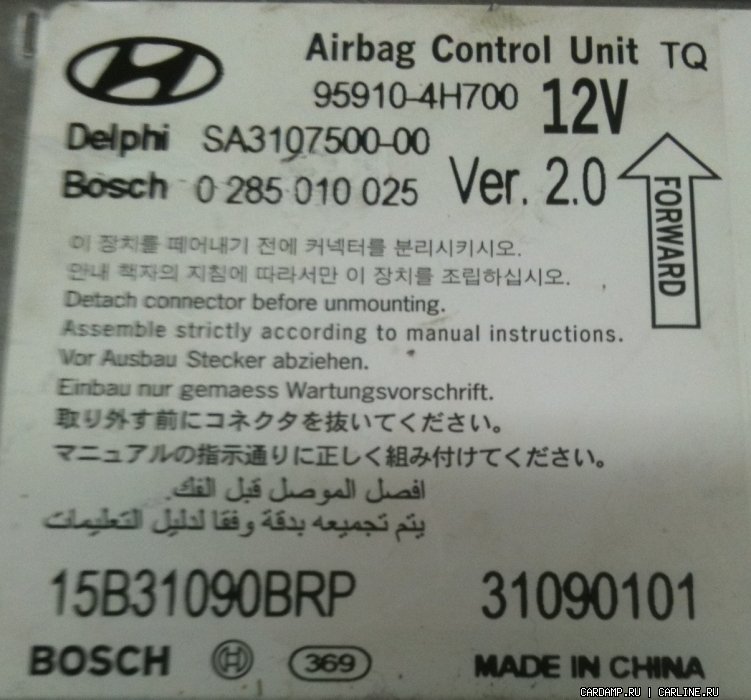 Airbag Control Unit TQ
95910-4H700 12V
Delphi SA3107500-00
Bosch 0 285 010 025 Ver. 2.0
FORWARD
이 장치를 떼어내기 전에 커넥터를 분리시키시오.
안내 책자의 지침에 따라서만 이 장치를 조립하십시오.
Detach connector before unmounting.
Assemble strictly according to manual instructions.
Vor Ausbau Stecker abziehen.
Einbau nur gemaess Wartungsvorschrift.
取り外す前にコネクタを抜いてください。
マニュアルの指示通りに正しく組み付けてください。
افصل الموصل قبل الفك.
يتم تجميعه بدقة وفقا لدليل التعليمات
15B31090BRP 31090101
BOSCH 369 MADE IN CHINA
CARDAMP.RU | CARLINE.RU